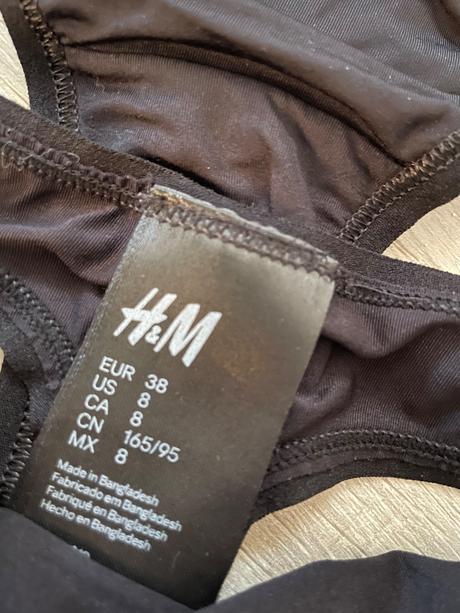 H&M
EUR 38
US 8
CA 8
CN 165/95
MX 8
Made in Bangladesh
Fabricado em Bangladesh
Fabriqué en Bangladesh
Hecho en Bangladesh